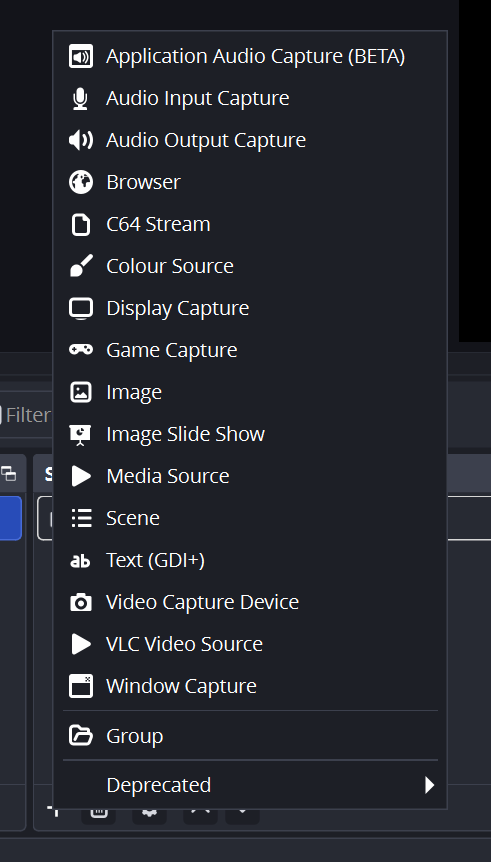 Application Audio Capture (BETA)
Audio Input Capture
Audio Output Capture
Browser
C64 Stream
Colour Source
Display Capture
Game Capture
Image
Image Slide Show
Media Source
Scene
ab Text (GDI+)
Video Capture Device
VLC Video Source
Window Capture
Group
Deprecated
Filter
S